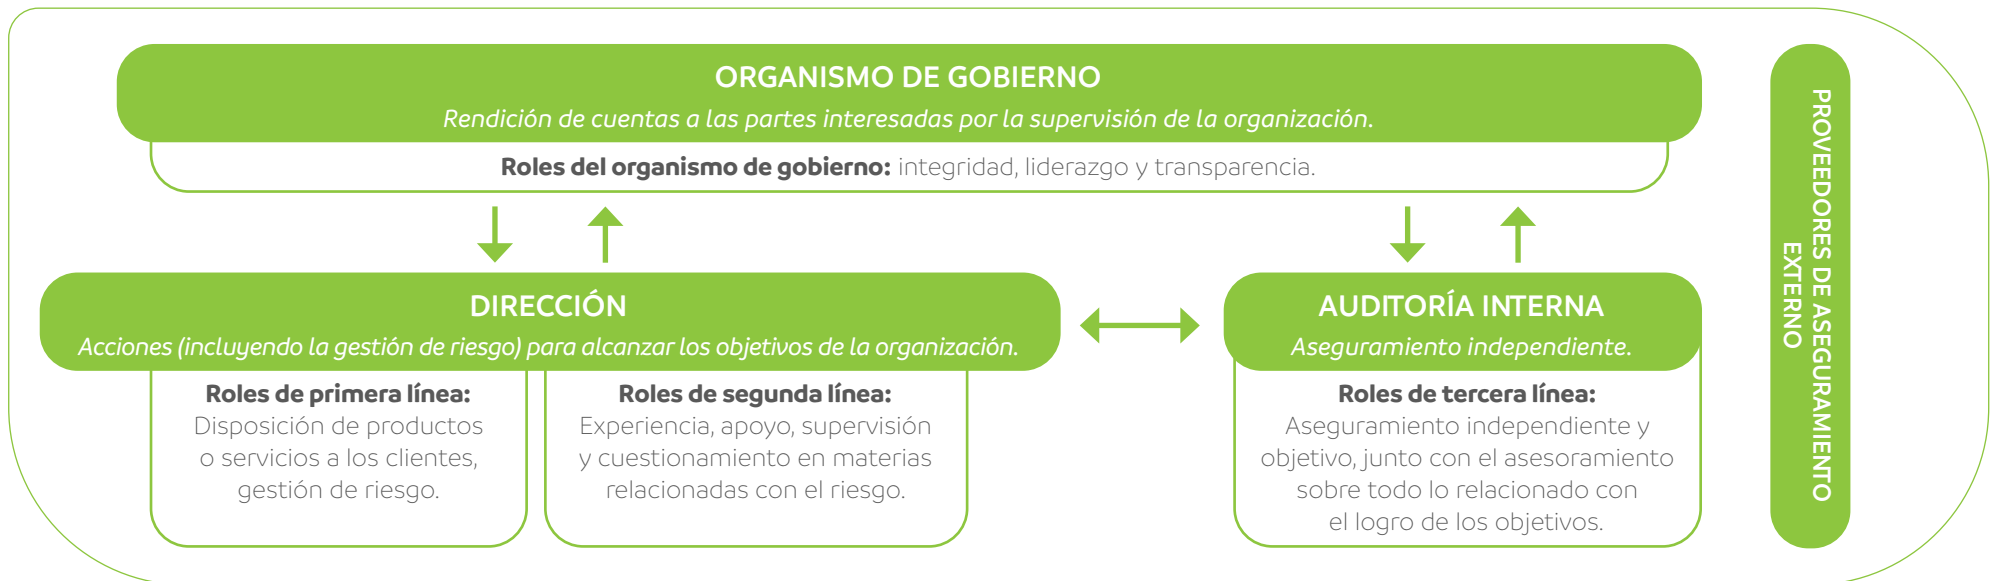 ORGANISMO DE GOBIERNO
Rendición de cuentas a las partes interesadas por la supervisión de la organización.
Roles del organismo de gobierno: integridad, liderazgo y transparencia.
DIRECCIÓN
Acciones (incluyendo la gestión de riesgo) para alcanzar los objetivos de la organización.
Roles de primera línea:
Disposición de productos
o servicios a los clientes,
gestión de riesgo.
Roles de segunda línea:
Experiencia, apoyo, supervisión
y cuestionamiento en materias
relacionadas con el riesgo.
AUDITORÍA INTERNA
Aseguramiento independiente.
Roles de tercera línea:
Aseguramiento independiente y
objetivo, junto con el asesoramiento
sobre todo lo relacionado con
el logro de los objetivos.
PROVEEDORES DE ASEGURAMIENTO
EXTERNO